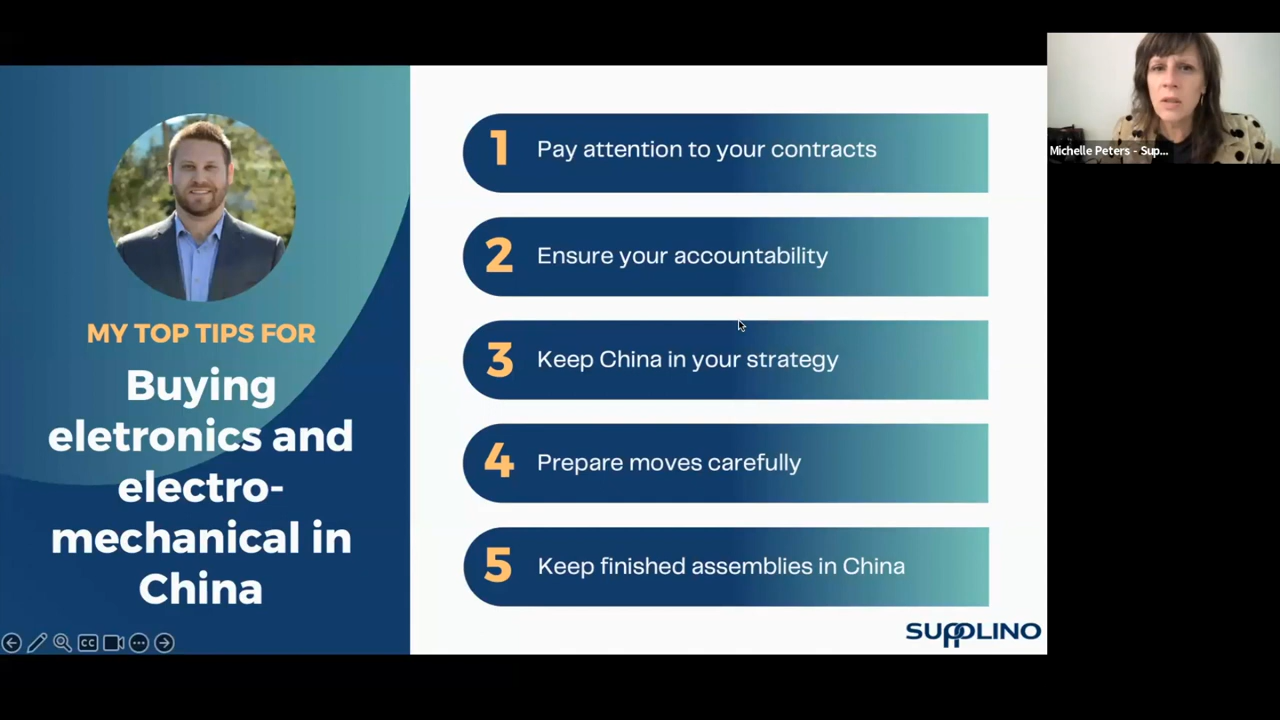 MY TOP TIPS FOR
Buying
eletronics and
electro-
mechanical in
China
1 Pay attention to your contracts
2 Ensure your accountability
3 Keep China in your strategy
4 Prepare moves carefully
5 Keep finished assemblies in China
SUPPLINO
CC
Michelle Peters - Sup...